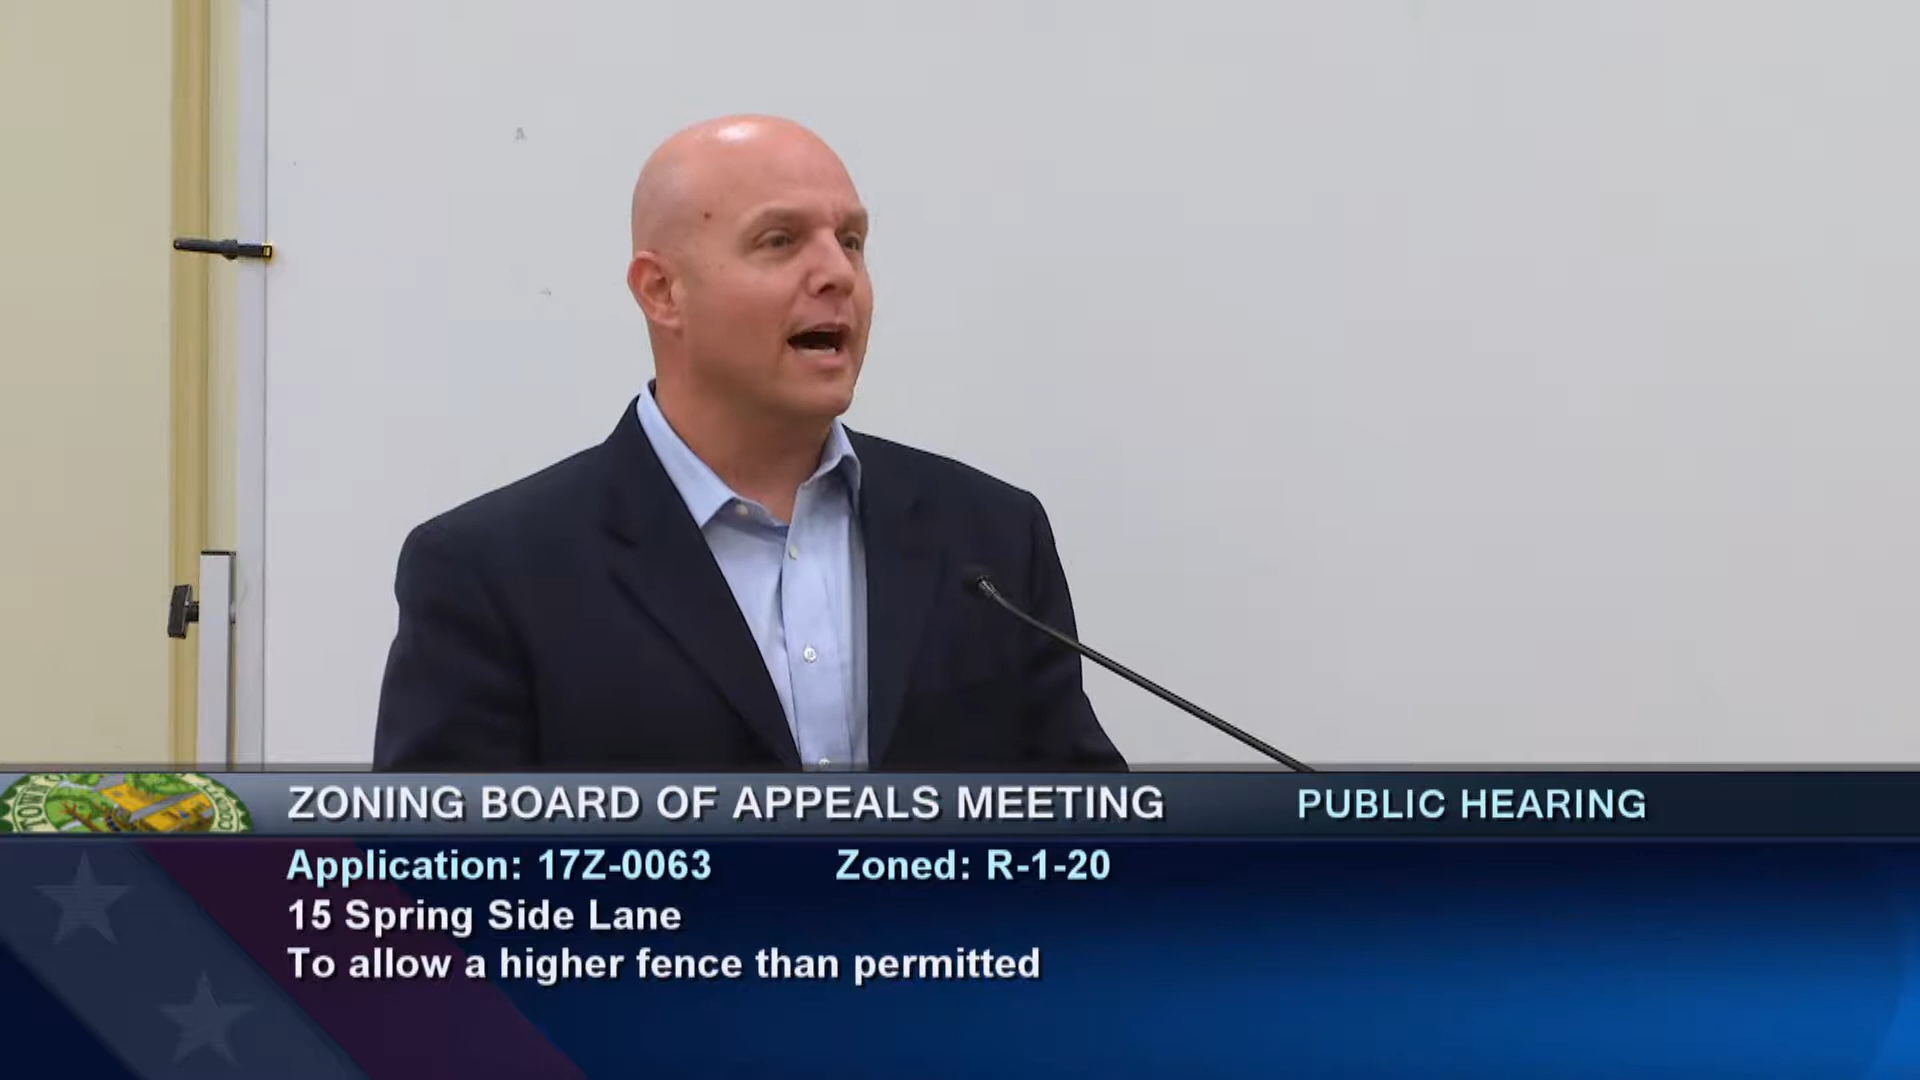 ZONING BOARD OF APPEALS MEETING PUBLIC HEARING
TOWN
Application: 17Z-0063 Zoned: R-1-20
15 Spring Side Lane
To allow a higher fence than permitted